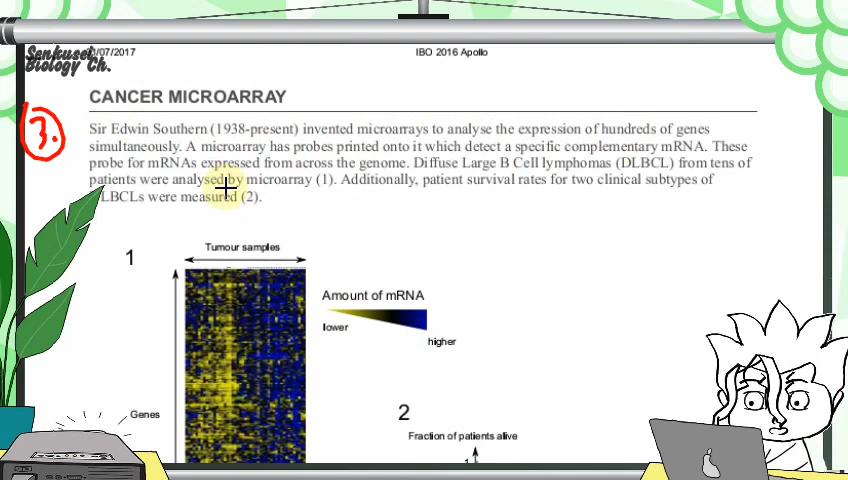 Senkusei
Biology Ch.
/07/2017
IBO 2016 Apollo
3.
CANCER MICROARRAY
Sir Edwin Southern (1938-present) invented microarrays to analyse the expression of hundreds of genes
simultaneously. A microarray has probes printed onto it which detect a specific complementary mRNA. These
probe for mRNAs expressed from across the genome. Diffuse Large B Cell lymphomas (DLBCL) from tens of
patients were analysed by microarray (1). Additionally, patient survival rates for two clinical subtypes of
LBCLs were measured (2).
1
Tumour samples
Amount of mRNA
lower
higher
Genes
2
Fraction of patients alive
1